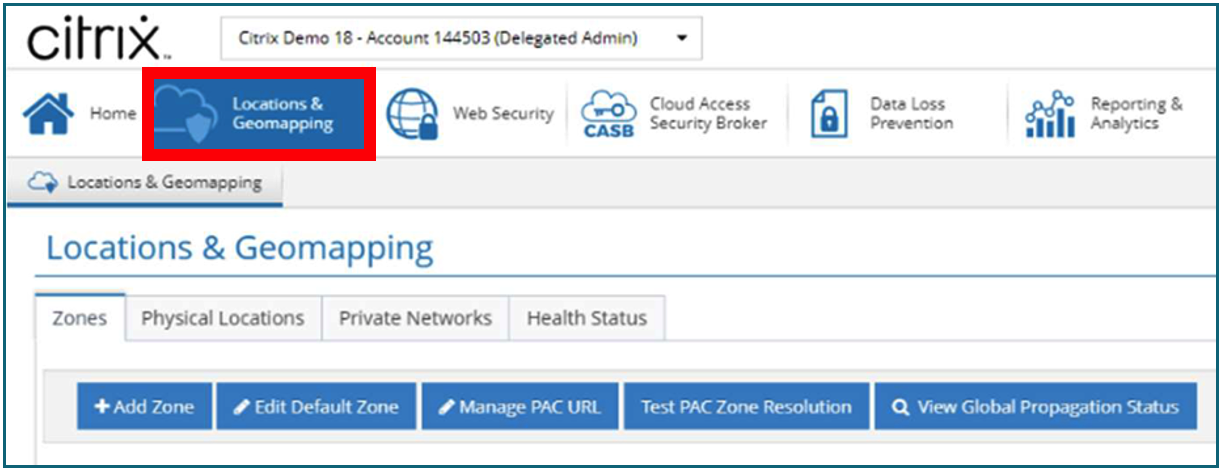 citrix™
Citrix Demo 18 - Account 144503 (Delegated Admin)
Home
Locations &
Geomapping
Web Security
CASB
Cloud Access
Security Broker
Data Loss
Prevention
Reporting &
Analytics
Locations & Geomapping
Locations & Geomapping
Zones
Physical Locations
Private Networks
Health Status
Add Zone
Edit Default Zone
Manage PAC URL
Test PAC Zone Resolution
View Global Propagation Status